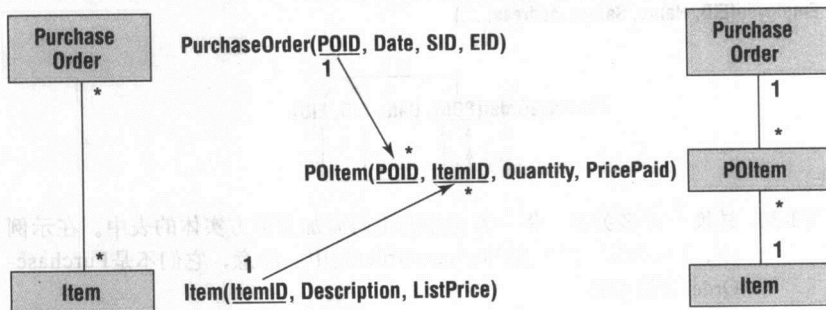 Purchase
Order
*
*
Item
PurchaseOrder(POID, Date, SID, EID)
1
*
POItem(POID, ItemID, Quantity, PricePaid)
*
1
Item(ItemID, Description, ListPrice)
Purchase
Order
1
*
POItem
*
1
Item